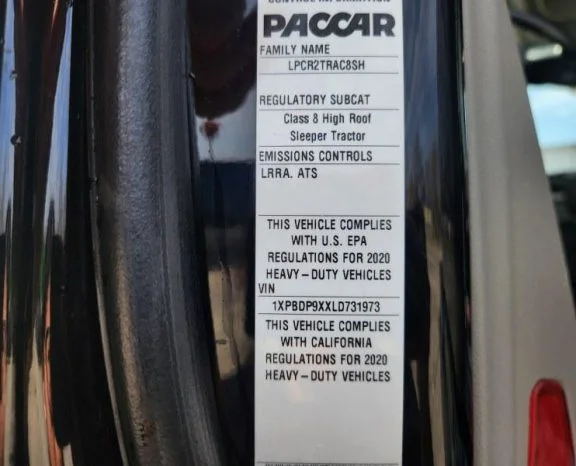 CONTROL INFORMATION
PACCAR
FAMILY NAME
LPCR2TRAC8SH
REGULATORY SUBCAT
Class 8 High Roof
Sleeper Tractor
EMISSIONS CONTROLS
LRRA. ATS
THIS VEHICLE COMPLIES
WITH U.S. EPA
REGULATIONS FOR 2020
HEAVY-DUTY VEHICLES
VIN
1XPBDP9XXLD731973
THIS VEHICLE COMPLIES
WITH CALIFORNIA
REGULATIONS FOR 2020
HEAVY-DUTY VEHICLES